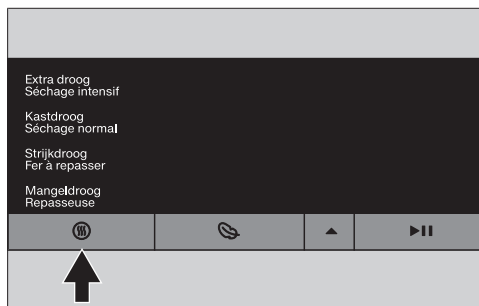 Extra droog
Séchage intensif
Kastdroog
Séchage normal
Strijkdroog
Fer à repasser
Mangeldroog
Repasseuse